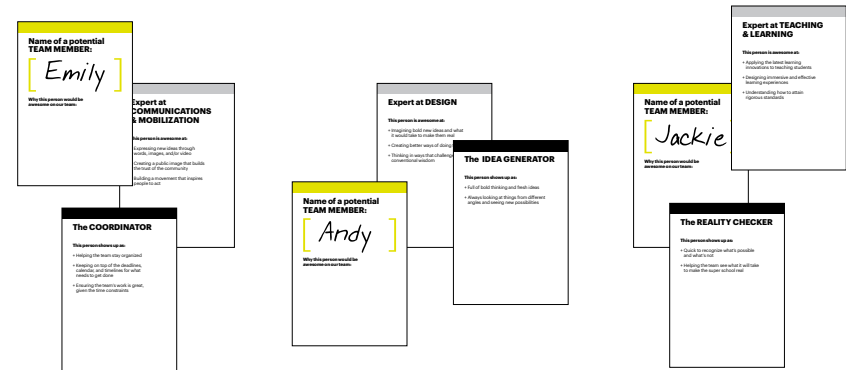 Name of a potential
TEAM MEMBER:
[ Emily ]
Why this person would be
awesome on our team:
Expert at
COMMUNICATIONS
& MOBILIZATION
This person is awesome at:
Expressing new ideas through
words, images, and/or video
Creating a public image that builds
the trust of the community
Building a movement that inspires
people to act
The COORDINATOR
This person shows up as:
• Helping the team stay organized
• Keeping on top of the deadlines,
calendar, and timelines for what
needs to get done
• Ensuring the team's work is great,
given the time constraints
Expert at DESIGN
This person is awesome at:
• Imagining bold new ideas and what
it would take to make them real
• Creating better ways of doing
• Thinking in ways that challenge
conventional wisdom
The IDEA GENERATOR
This person shows up as:
• Full of bold thinking and fresh ideas
• Always looking at things from different
angles and seeing new possibilities
Name of a potential
TEAM MEMBER:
[ Andy ]
Why this person would be
awesome on our team:
Expert at TEACHING
& LEARNING
This person is awesome at:
• Applying the latest learning
innovations to teaching students
• Designing immersive and effective
learning experiences
• Understanding how to attain
rigorous standards
Name of a potential
TEAM MEMBER:
[ Jackie
Why this person would be
awesome on our team:
The REALITY CHECKER
This person shows up as:
• Quick to recognize what's possible
and what's not
• Helping the team see what it will take
to make the super school real